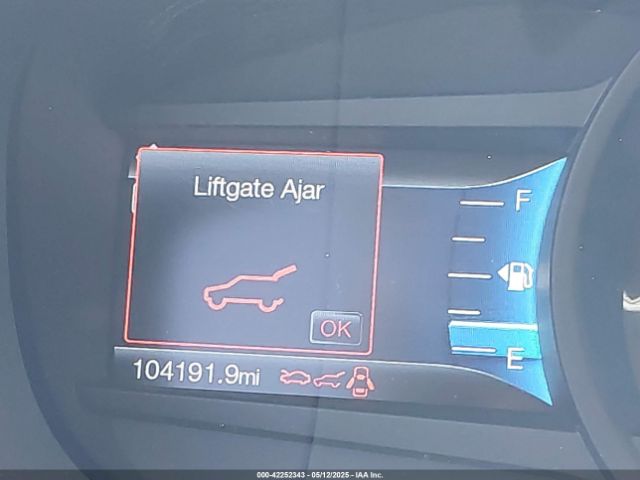 Liftgate Ajar
F
OK
E
104191.9mi
000-42252343 - 05/12/2025 - IAA Inc.